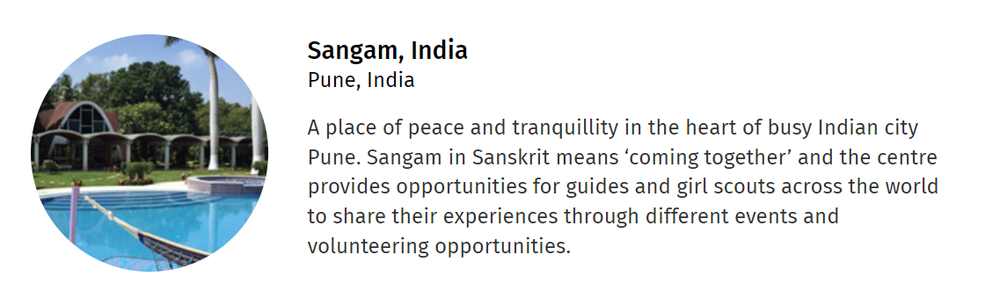 Sangam, India
Pune, India
A place of peace and tranquillity in the heart of busy Indian city
Pune. Sangam in Sanskrit means ‘coming together’ and the centre
provides opportunities for guides and girl scouts across the world
to share their experiences through different events and
volunteering opportunities.